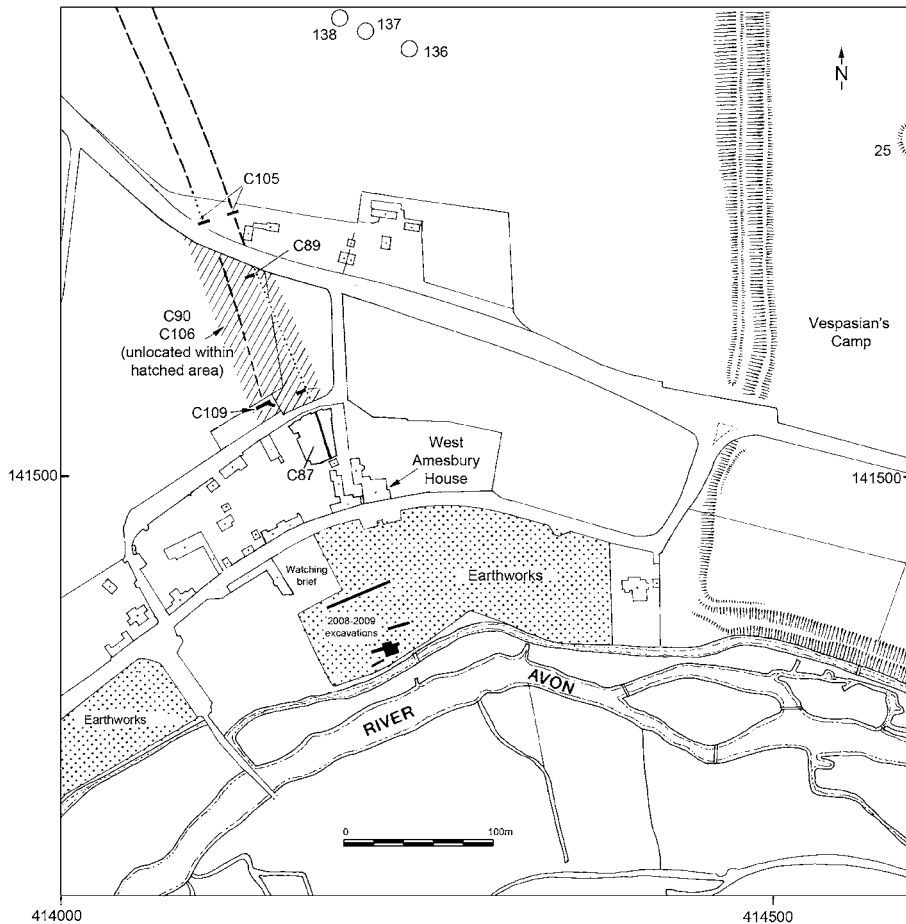 138
137
136
N
25
C105
C89
C90
C106
(unlocated within
hatched area)
Vespasian's
Camp
C109
C87
West
Amesbury
House
141500
141500
Watching
brief
Earthworks
2008-2009
excavations
Earthworks
RIVER
AVON
0
100m
414000
414500